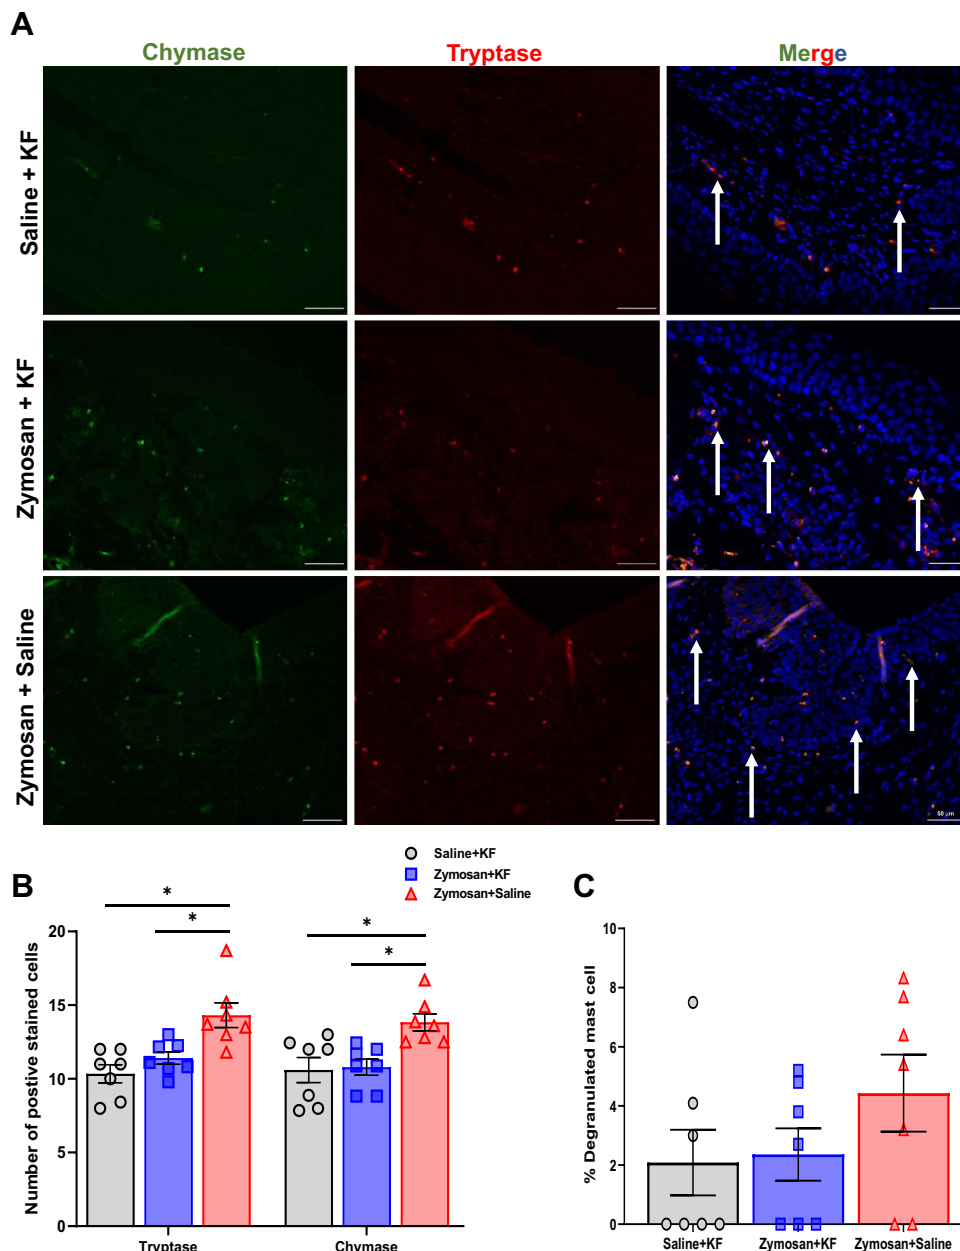 A
Chymase
Tryptase
Merge
Saline + KF
Zymosan + KF
Zymosan + Saline
50 µm
B
Saline+KF
Zymosan+KF
Zymosan+Saline
Number of postive stained cells
20
15
10
5
0
*
*
*
*
Tryptase
Chymase
C
% Degranulated mast cell
10
8
6
4
2
0
Saline+KF
Zymosan+KF
Zymosan+Saline